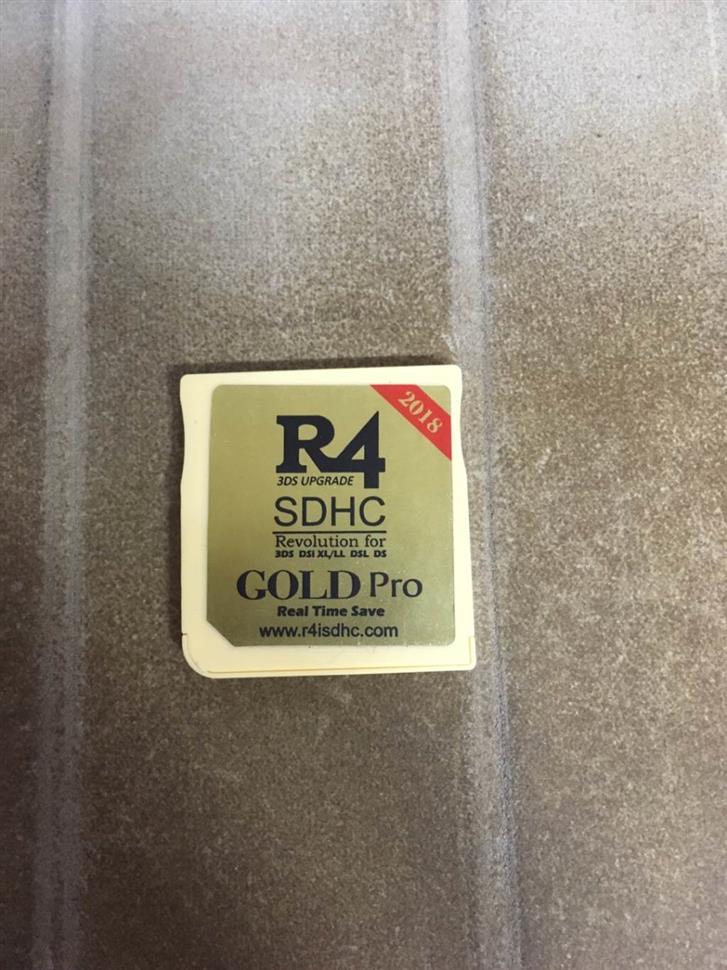 2018
R4
3DS UPGRADE
SDHC
Revolution for
3DS DSi XL/LL DSL DS
GOLD Pro
Real Time Save
www.r4isdhc.com